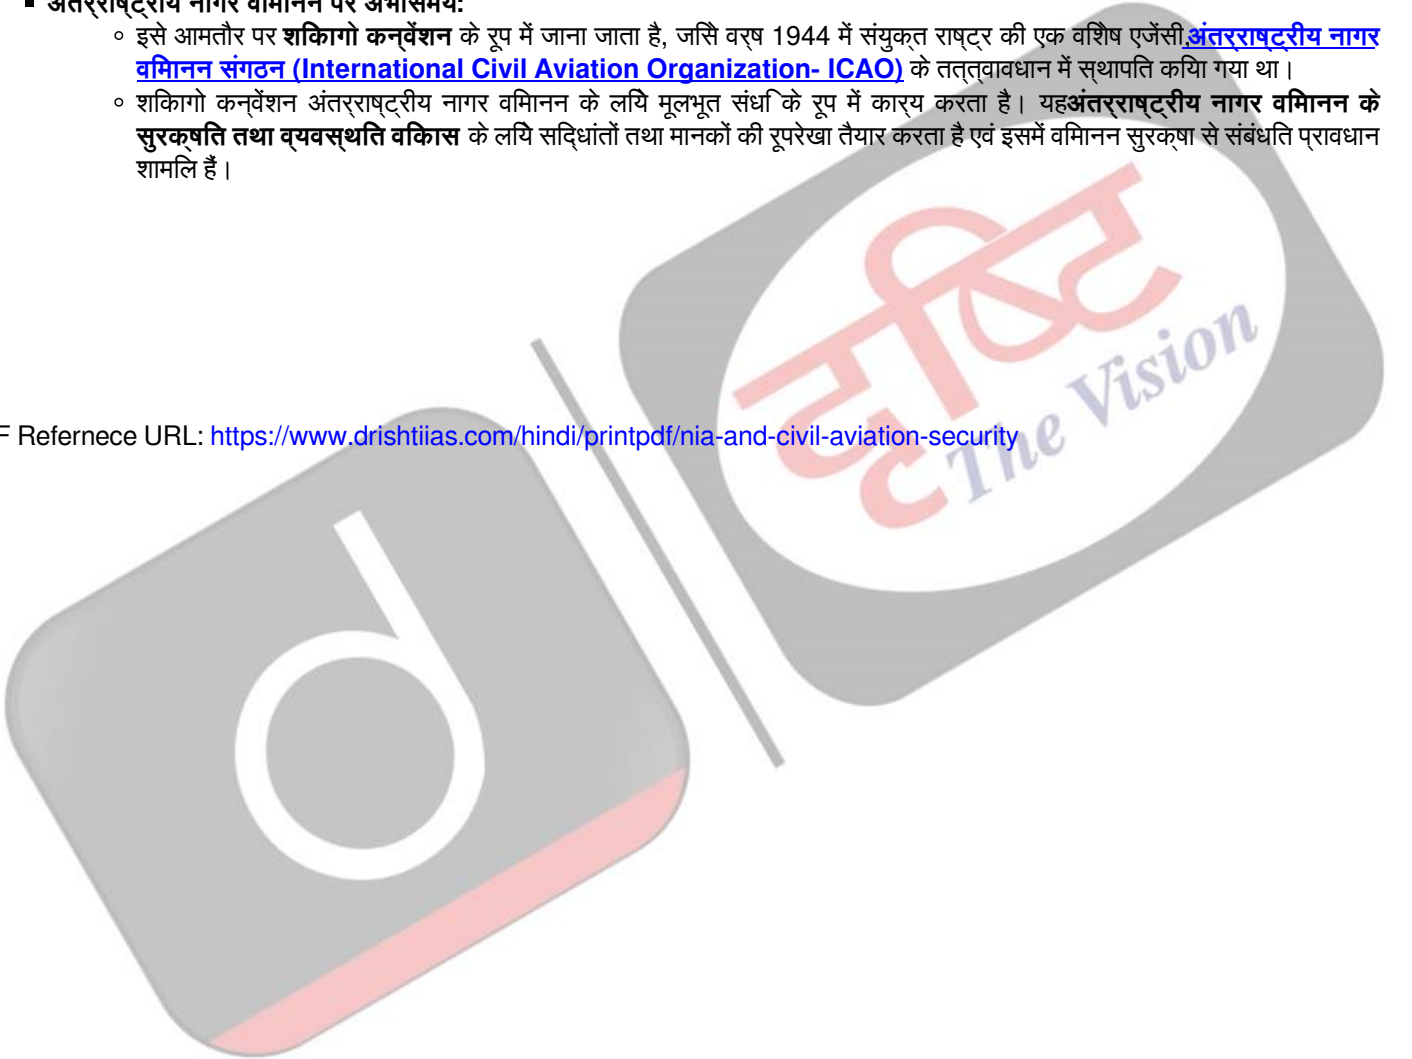 अंतर्राष्ट्रीय नागर विमानन पर अभिसमय:
इसे आमतौर पर शिकागो कन्वेंशन के रूप में जाना जाता है, जिसे वर्ष 1944 में संयुक्त राष्ट्र की एक विशेष एजेंसी,अंतर्राष्ट्रीय नागर
विमानन संगठन (International Civil Aviation Organization- ICAO) के तत्त्वावधान में स्थापित किया गया था।
शिकागो कन्वेंशन अंतर्राष्ट्रीय नागर विमानन के लिये मूलभूत संधि के रूप में कार्य करता है। यहअंतर्राष्ट्रीय नागर विमानन के
सुरक्षित तथा व्यवस्थित विकास के लिये सिद्धांतों तथा मानकों की रूपरेखा तैयार करता है एवं इसमें विमानन सुरक्षा से संबंधित प्रावधान
शामिल हैं।
दृष्टि
The Vision
F Refernece URL: https://www.drishtiias.com/hindi/printpdf/nia-and-civil-aviation-security
d